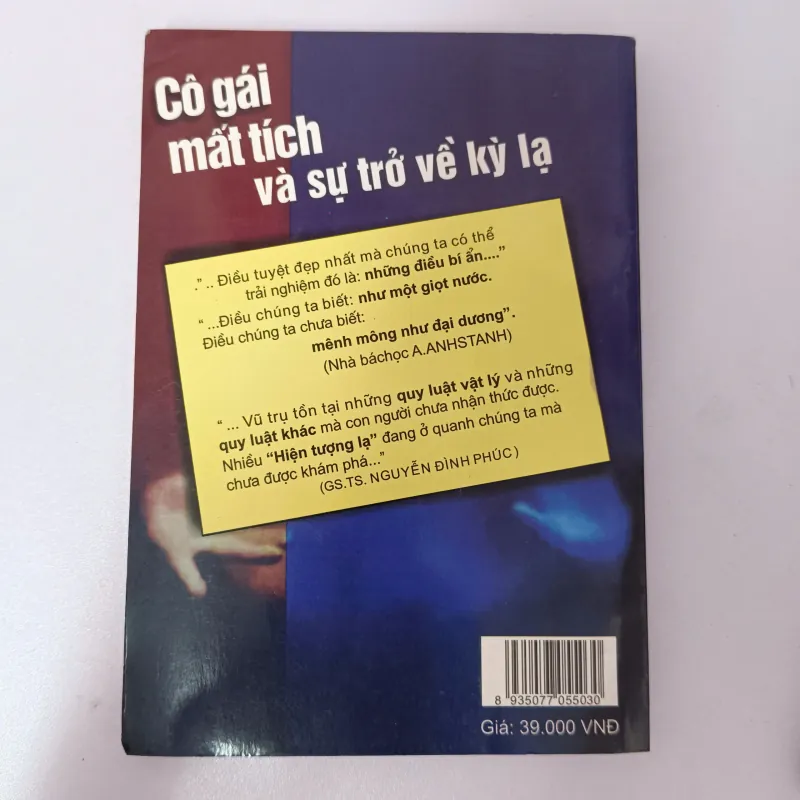 Cô gái
mất tích
và sự trở về kỳ lạ
.” .. Điều tuyệt đẹp nhất mà chúng ta có thể
trải nghiệm đó là: những điều bí ẩn....”
“ ...Điều chúng ta biết: như một giọt nước.
Điều chúng ta chưa biết:
mênh mông như đại dương”.
(Nhà báchọc A.ANHSTANH)
“ ... Vũ trụ tồn tại những quy luật vật lý và những
quy luật khác mà con người chưa nhận thức được.
Nhiều “Hiện tượng lạ” đang ở quanh chúng ta mà
chưa được khám phá...”
(GS.TS. NGUYỄN ĐÌNH PHÚC)
8 935077 055030
Giá: 39.000 VNĐ